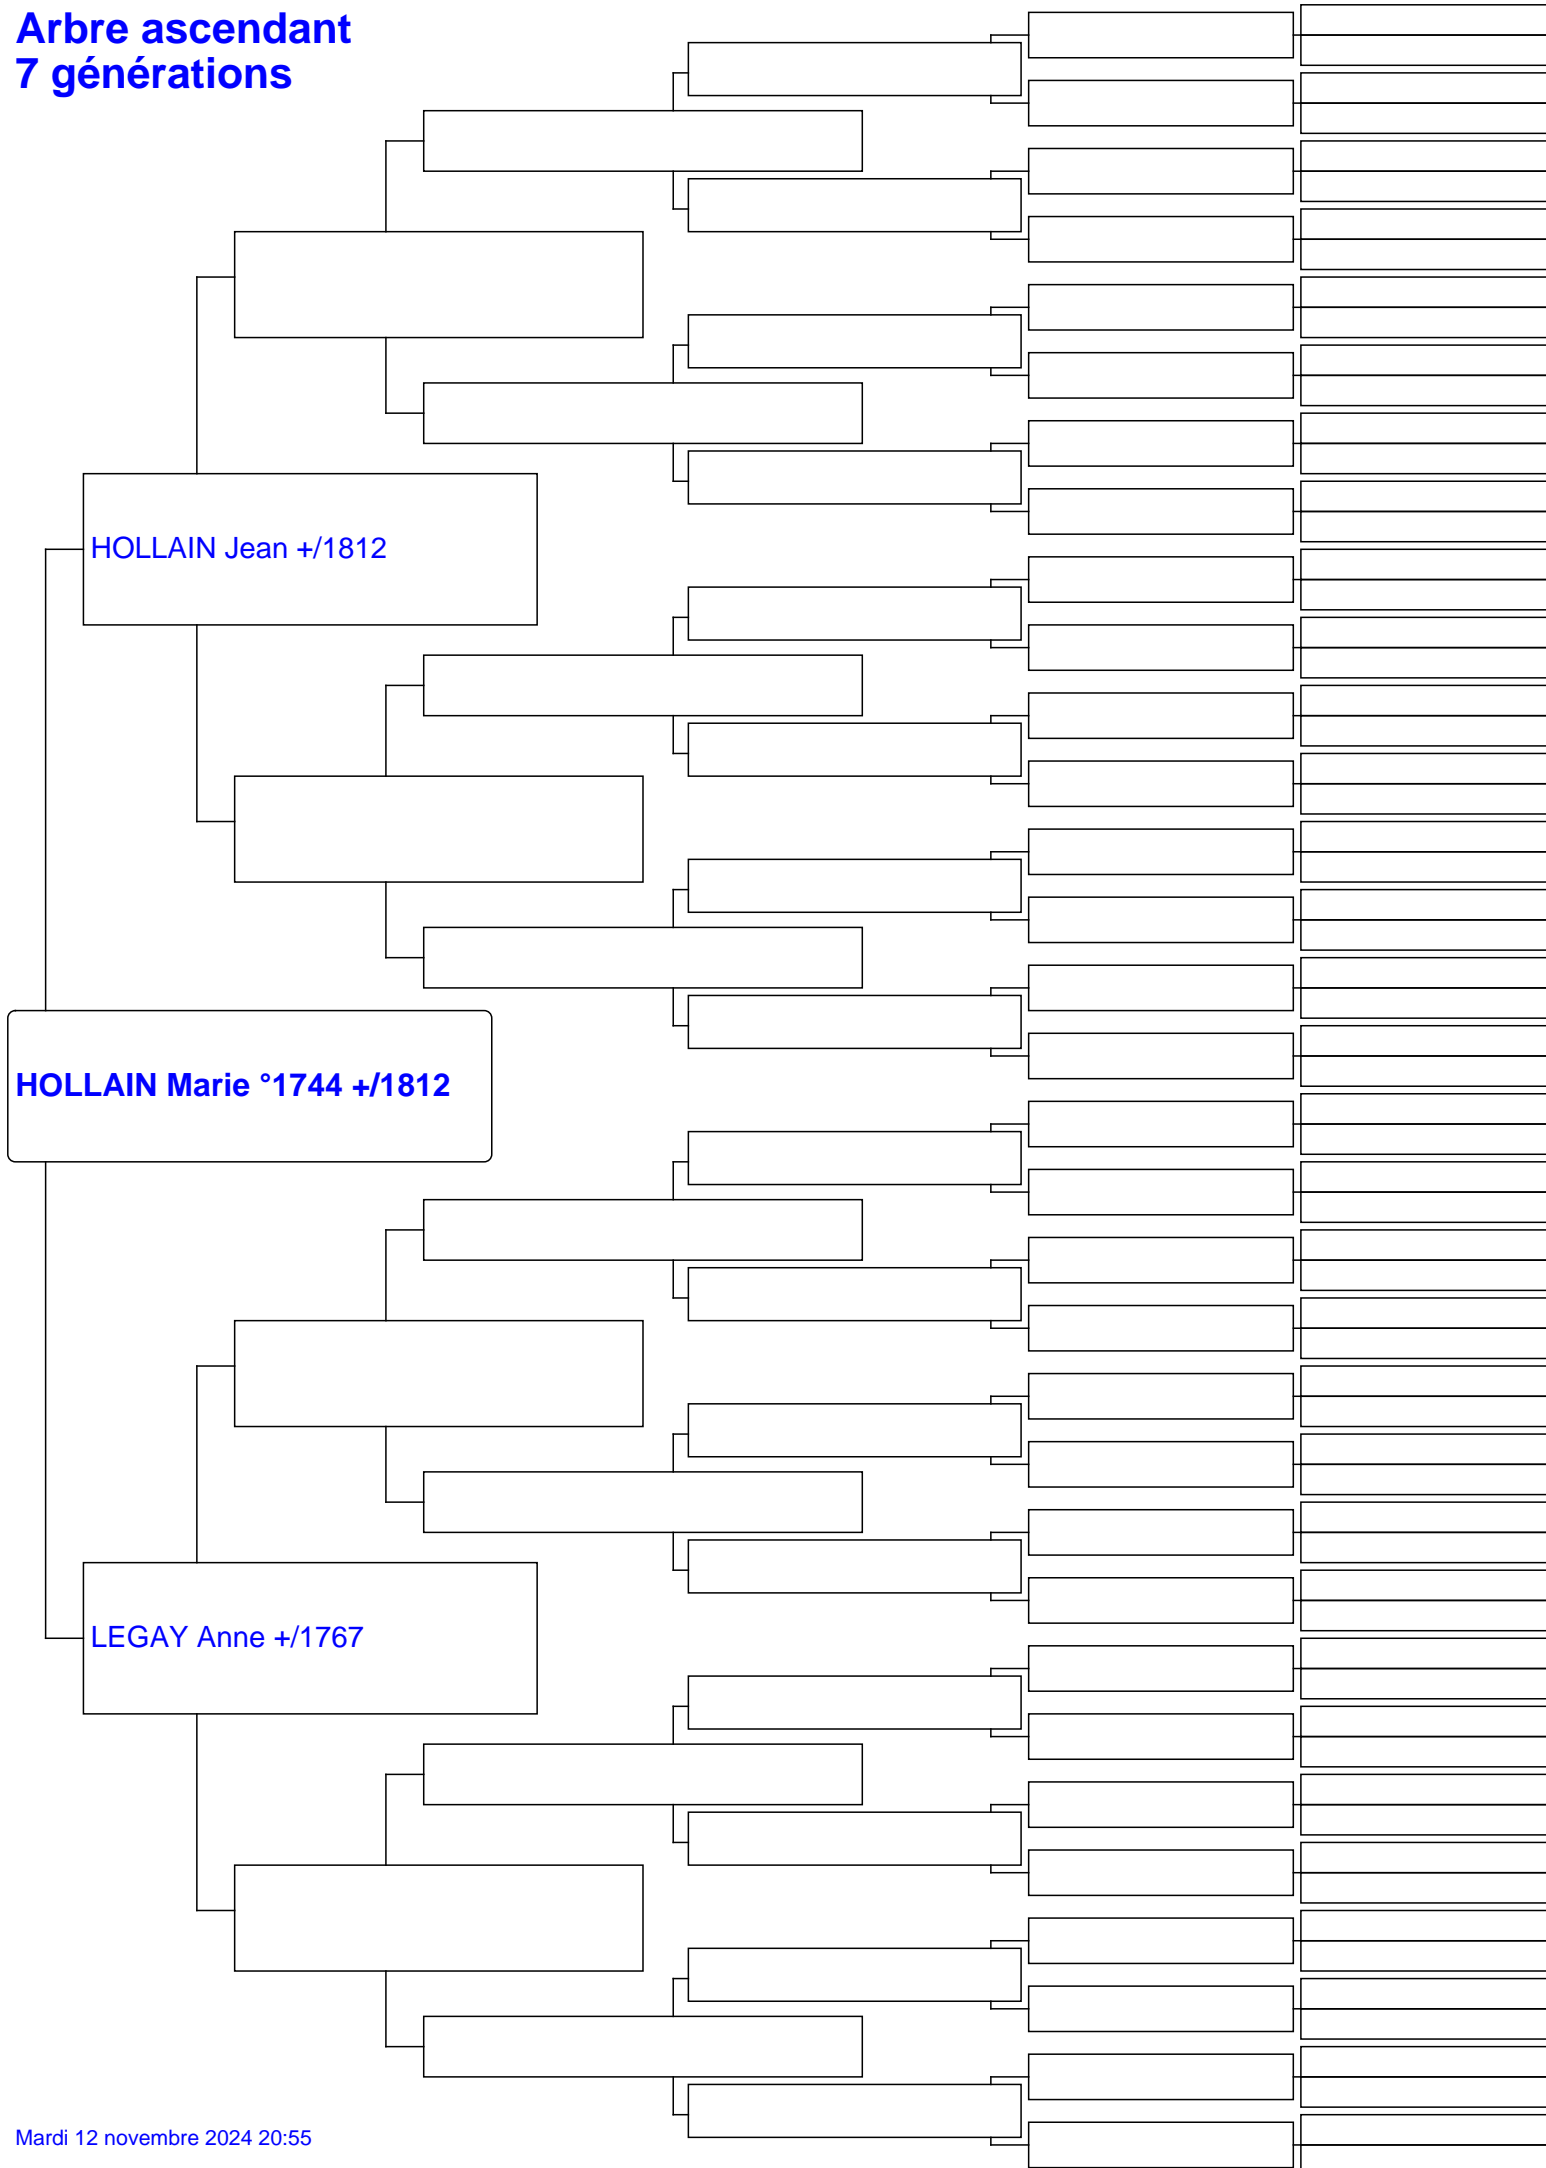 Arbre ascendant
7 générations
HOLLAIN Jean +/1812
HOLLAIN Marie °1744 +/1812
LEGAY Anne +/1767
Mardi 12 novembre 2024 20:55